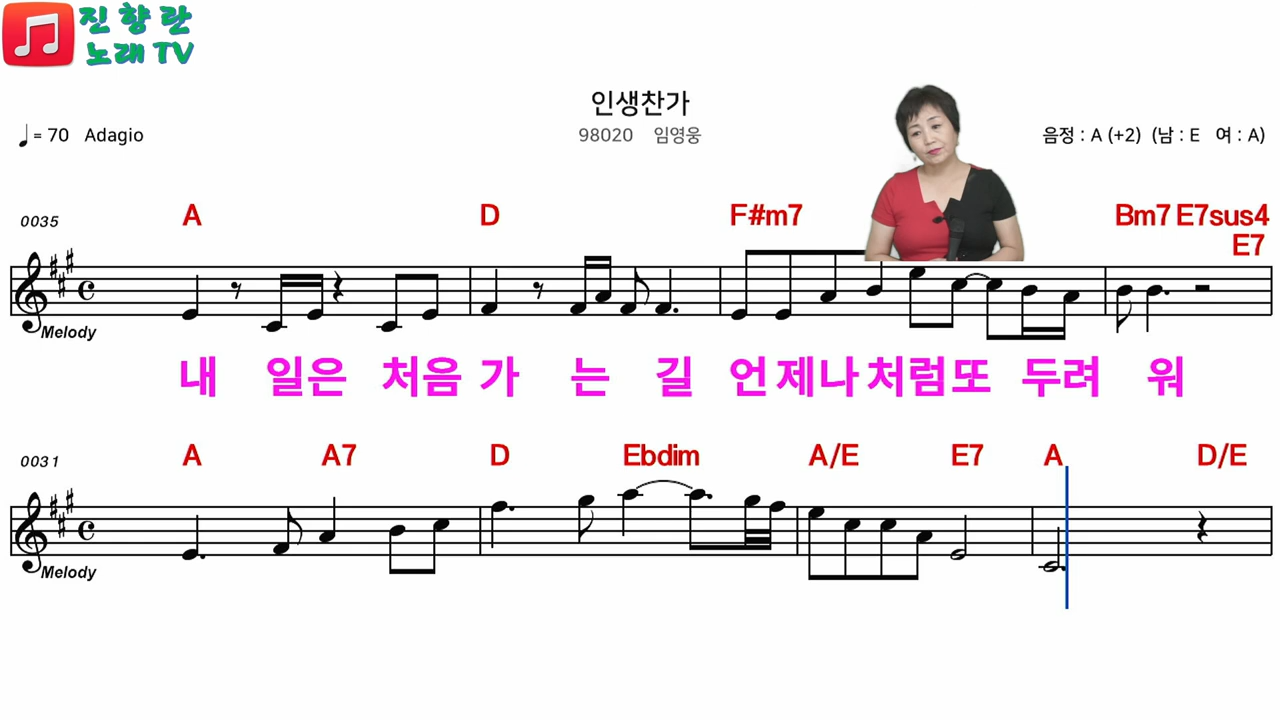 진향란
노래 TV
인생찬가
♩= 70 Adagio
98020 임영웅
음정 : A (+2) (남 : E 여 : A)
0035 A D F#m7 Bm7 E7sus4
E7
Melody
내 일은 처음 가 는 길 언제나처럼또 두려 워
0031 A A7 D Ebdim A/E E7 A D/E
Melody